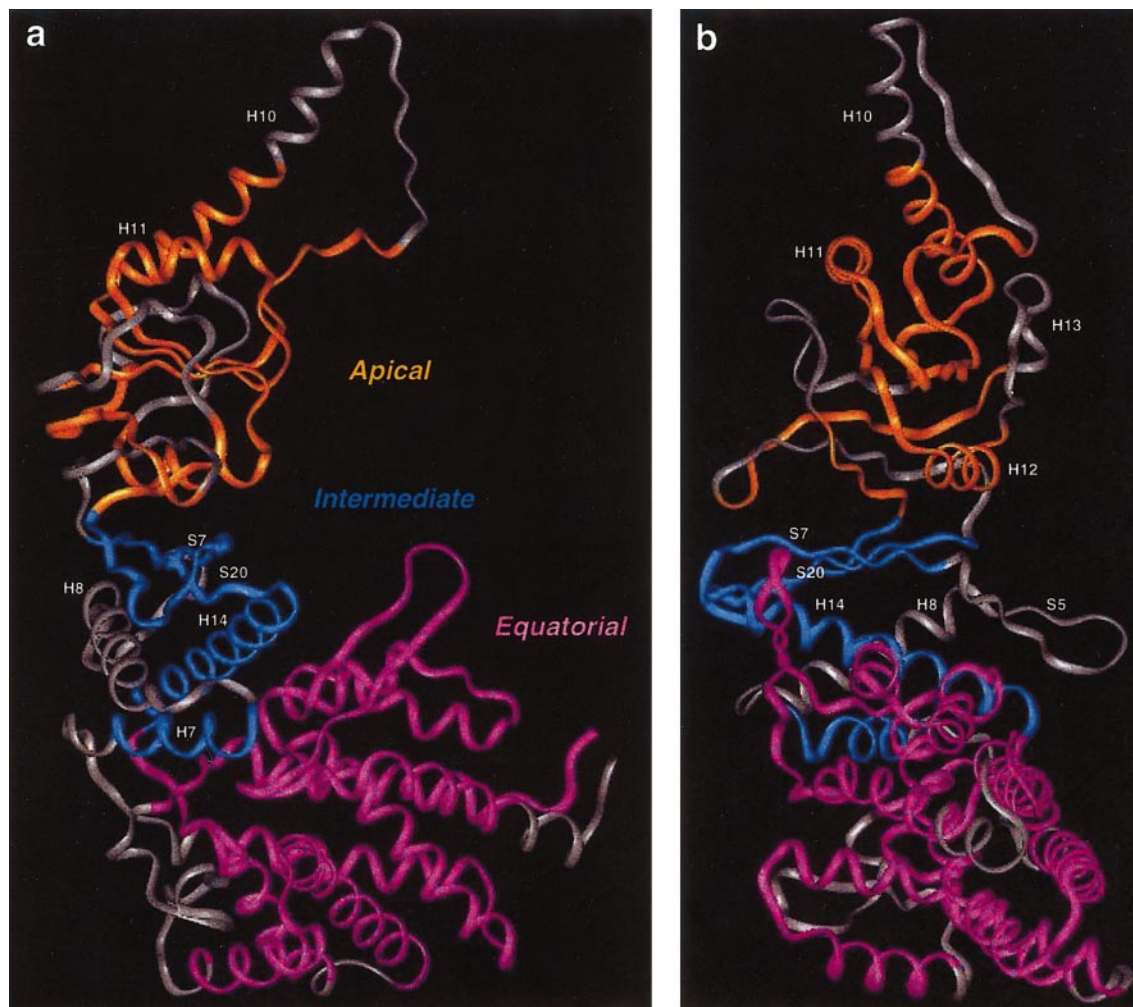 a
H10
H11
Apical
Intermediate
S7
S20
H8
H14
Equatorial
H7
b
H10
H11
H13
H12
S7
S20
H14
H8
S5